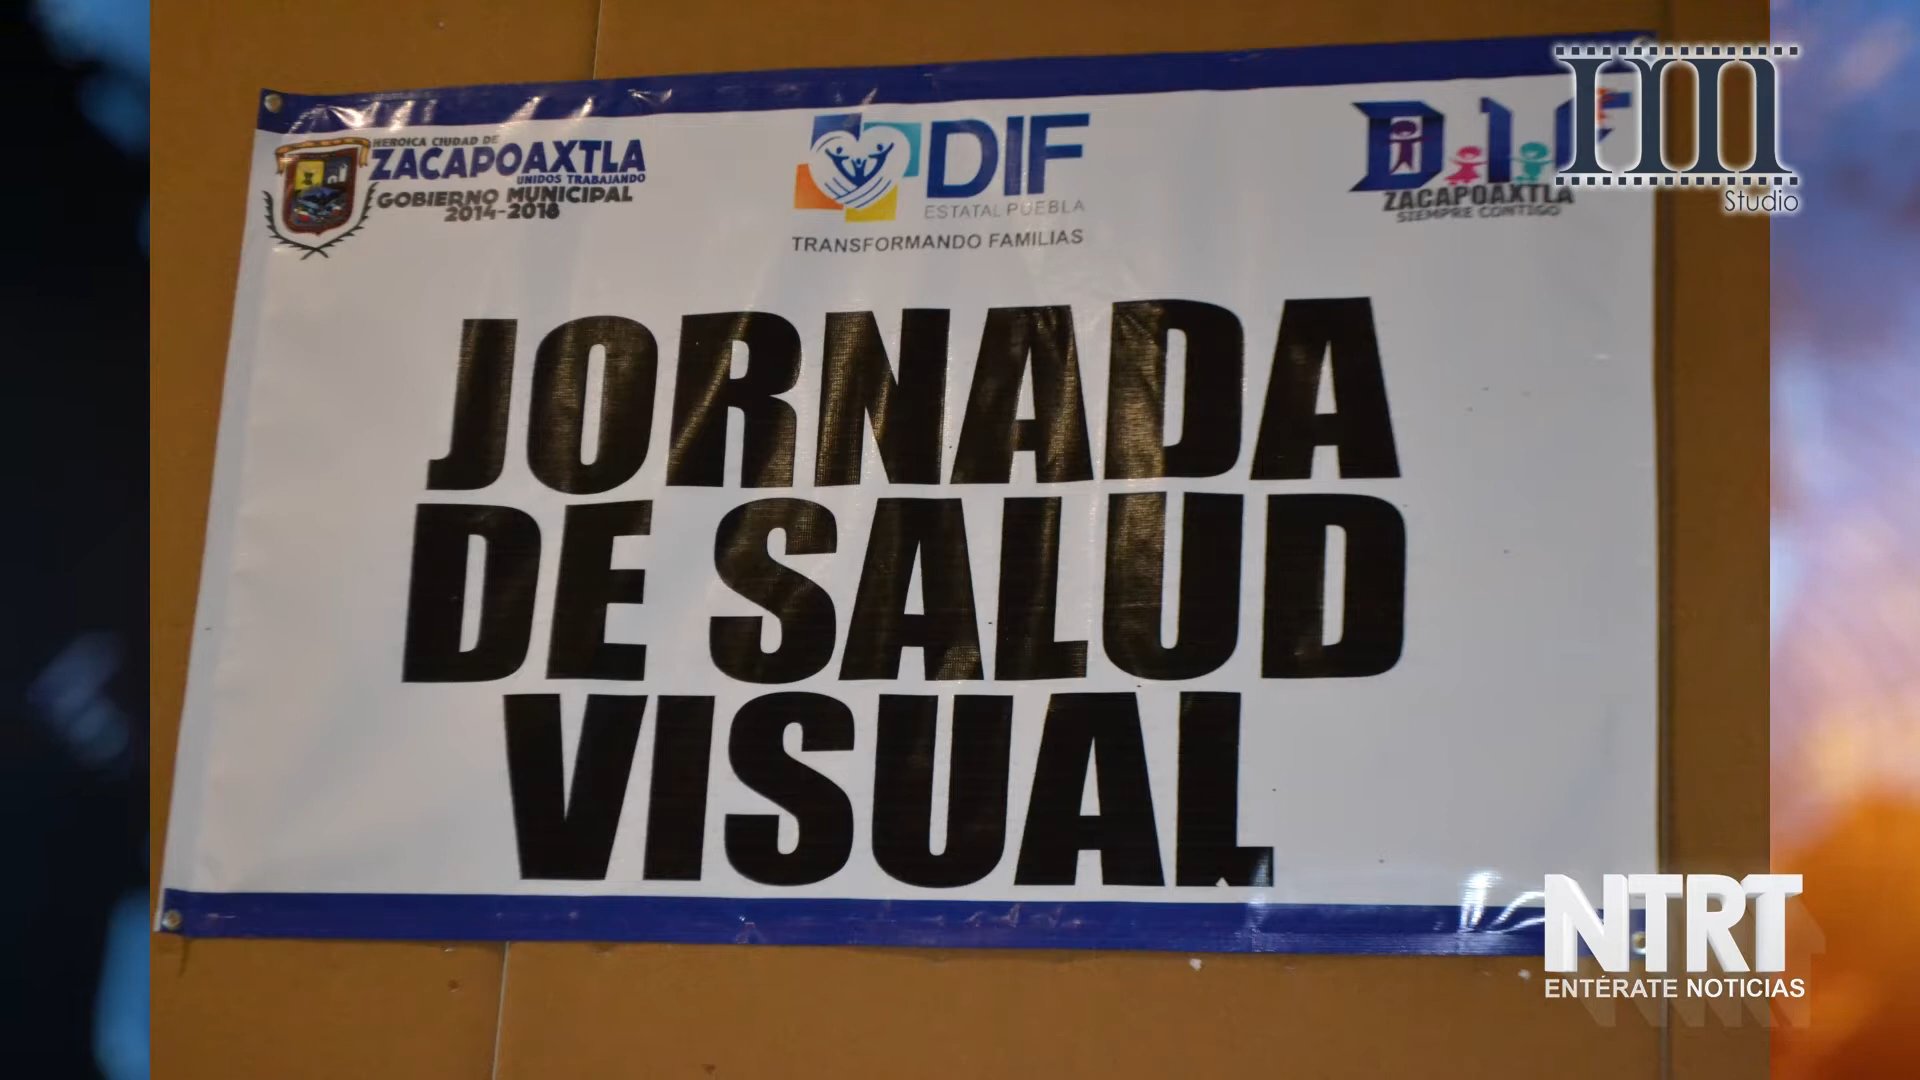 HEROICA CIUDAD DE
ZACAPOAXTLA
UNIDOS TRABAJANDO
GOBIERNO MUNICIPAL
2014-2018
DIF
ESTATAL PUEBLA
TRANSFORMANDO FAMILIAS
DIF
ZACAPOAXTLA
SIEMPRE CONTIGO
Studio
JORNADA
DE SALUD
VISUAL
NTRT
ENTÉRATE NOTICIAS